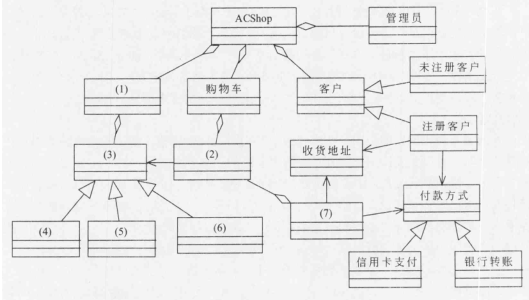 ACShop
管理员
未注册客户
(1)
购物车
客户
注册客户
(3)
(2)
收货地址
(4)
(5)
(6)
(7)
付款方式
信用卡支付
银行转账